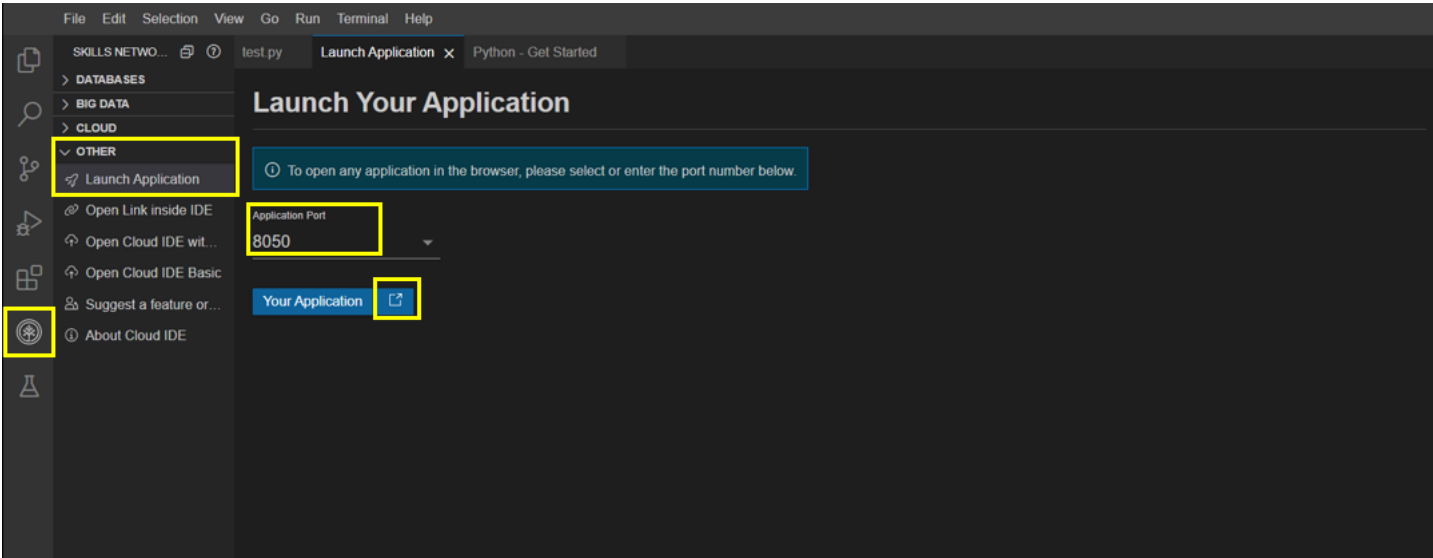 File Edit Selection View Go Run Terminal Help
SKILLS NETWO...
test.py Launch Application Python - Get Started
DATABASES
BIG DATA
CLOUD
OTHER
Launch Application
Open Link inside IDE
Open Cloud IDE wit...
Open Cloud IDE Basic
Suggest a feature or...
About Cloud IDE
Launch Your Application
To open any application in the browser, please select or enter the port number below.
Application Port
8050
Your Application